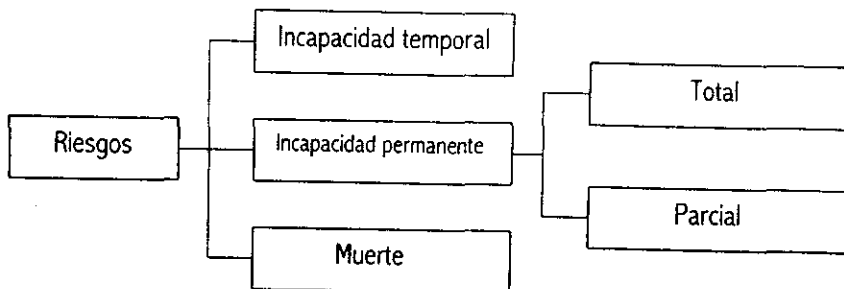 Riesgos
Incapacidad temporal
Incapacidad permanente
Total
Parcial
Muerte